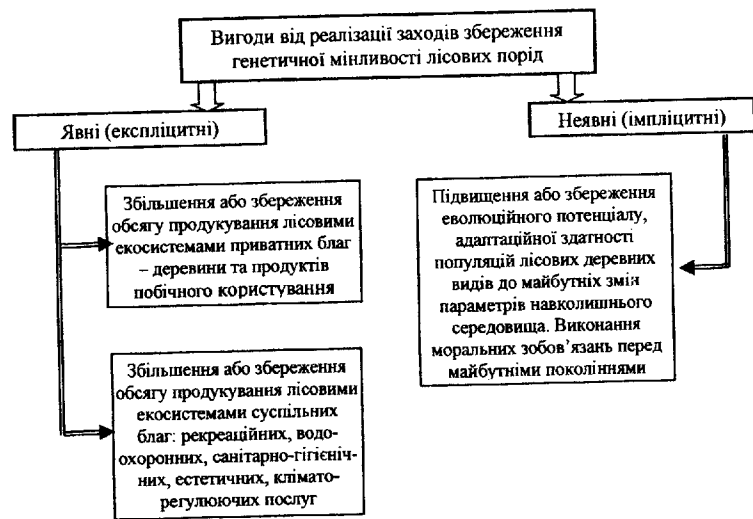 Вигоди від реалізації заходів збереження
генетичної мінливості лісових порід
Явні (експліцитні)
Неявні (імпліцитні)
Збільшення або збереження
обсягу продукування лісовими
екосистемами приватних благ
– деревини та продуктів
побічного користування
Збільшення або збереження
обсягу продукування лісовими
екосистемами суспільних
благ: рекреаційних, водо-
охоронних, санітарно-гігієніч-
них, естетичних, клімато-
регулюючих послуг
Підвищення або збереження
еволюційного потенціалу,
адаптаційної здатності
популяцій лісових деревних
видів до майбутніх змін
параметрів навколишнього
середовища. Виконання
моральних зобов’язань перед
майбутніми поколіннями